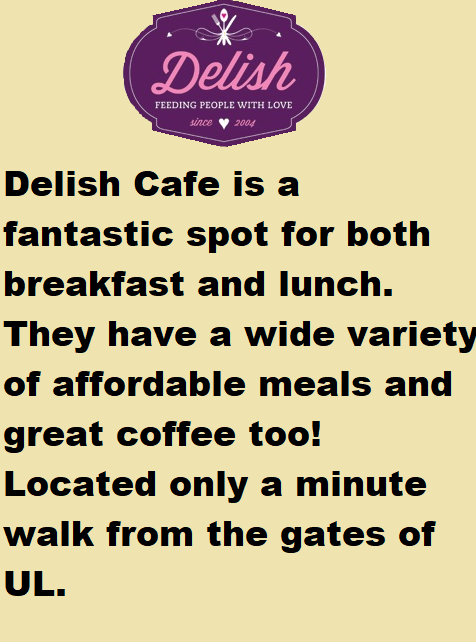 Delish
FEEDING PEOPLE WITH LOVE
since 2004
Delish Cafe is a
fantastic spot for both
breakfast and lunch.
They have a wide variety
of affordable meals and
great coffee too!
Located only a minute
walk from the gates of
UL.